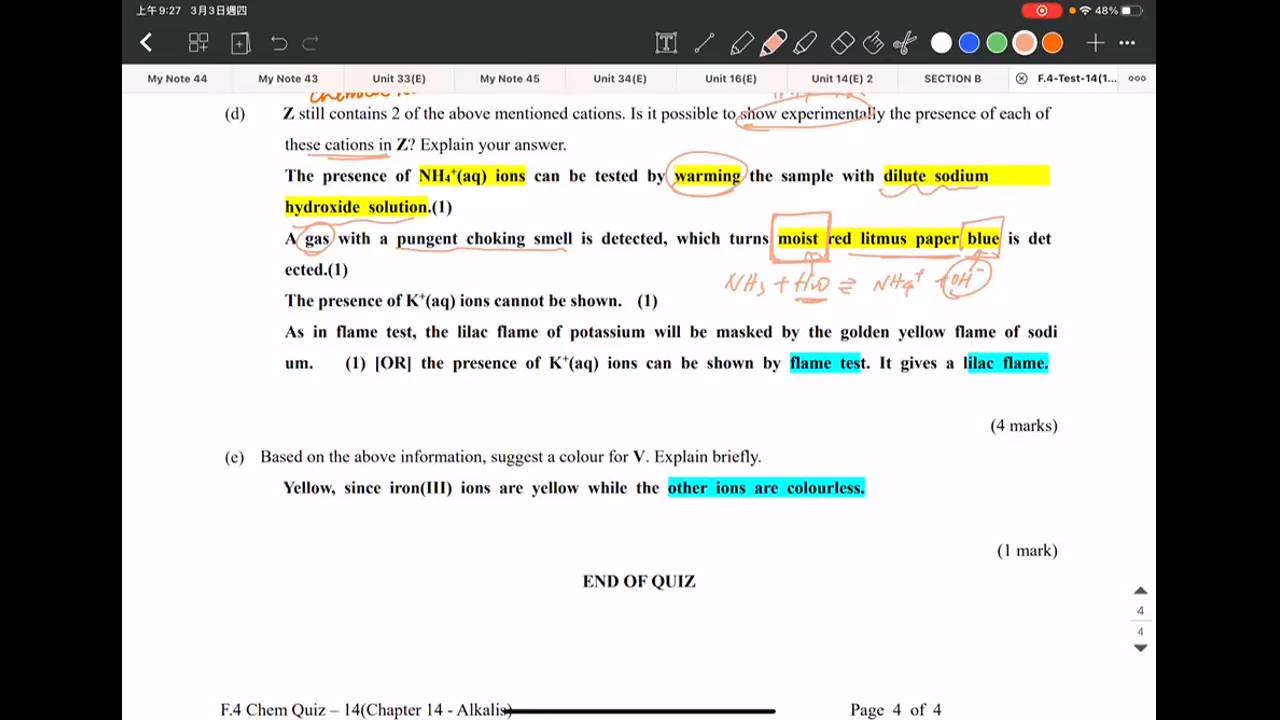 上午9:27 3月3日週四
48%
My Note 44 My Note 43 Unit 33(E) My Note 45 Unit 34(E) Unit 16(E) Unit 14(E) 2 SECTION B F.4-Test-14(1...
(d) Z still contains 2 of the above mentioned cations. Is it possible to show experimentally the presence of each of
these cations in Z? Explain your answer.
The presence of NH₄⁺(aq) ions can be tested by warming the sample with dilute sodium
hydroxide solution.(1)
A gas with a pungent choking smell is detected, which turns moist red litmus paper blue is det
ected.(1)
NH₃ + H₂O ⇌ NH₄⁺ + OH⁻
The presence of K⁺(aq) ions cannot be shown. (1)
As in flame test, the lilac flame of potassium will be masked by the golden yellow flame of sodi
um. (1) [OR] the presence of K⁺(aq) ions can be shown by flame test. It gives a lilac flame.
(4 marks)
(e) Based on the above information, suggest a colour for V. Explain briefly.
Yellow, since iron(III) ions are yellow while the other ions are colourless.
(1 mark)
END OF QUIZ
4
4
F.4 Chem Quiz – 14(Chapter 14 - Alkalis) Page 4 of 4